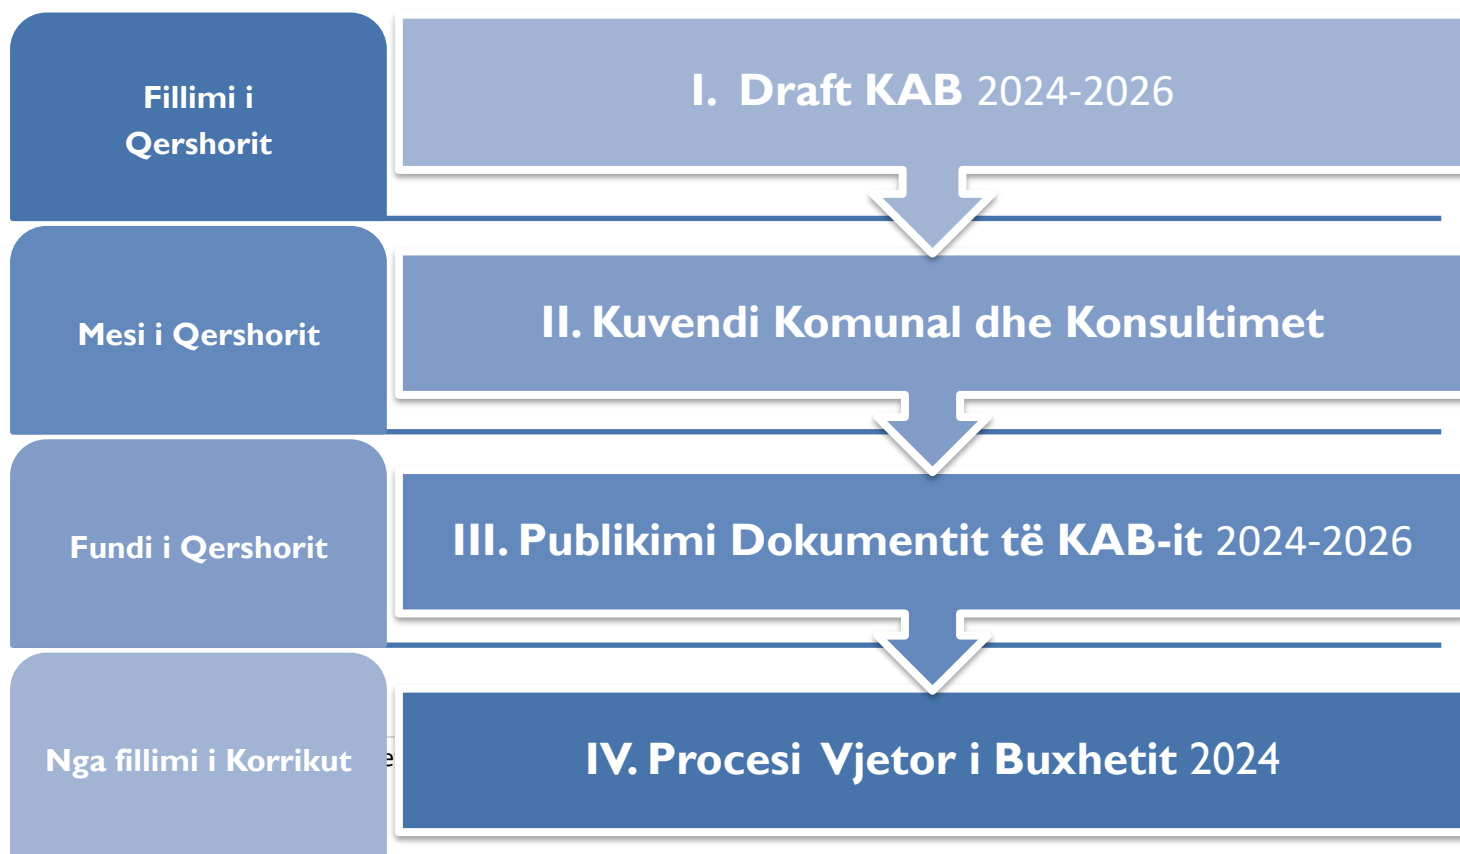 Fillimi i
Qershorit
I. Draft KAB 2024-2026
Mesi i Qershorit
II. Kuvendi Komunal dhe Konsultimet
Fundi i Qershorit
III. Publikimi Dokumentit të KAB-it 2024-2026
Nga fillimi i Korrikut
IV. Procesi Vjetor i Buxhetit 2024